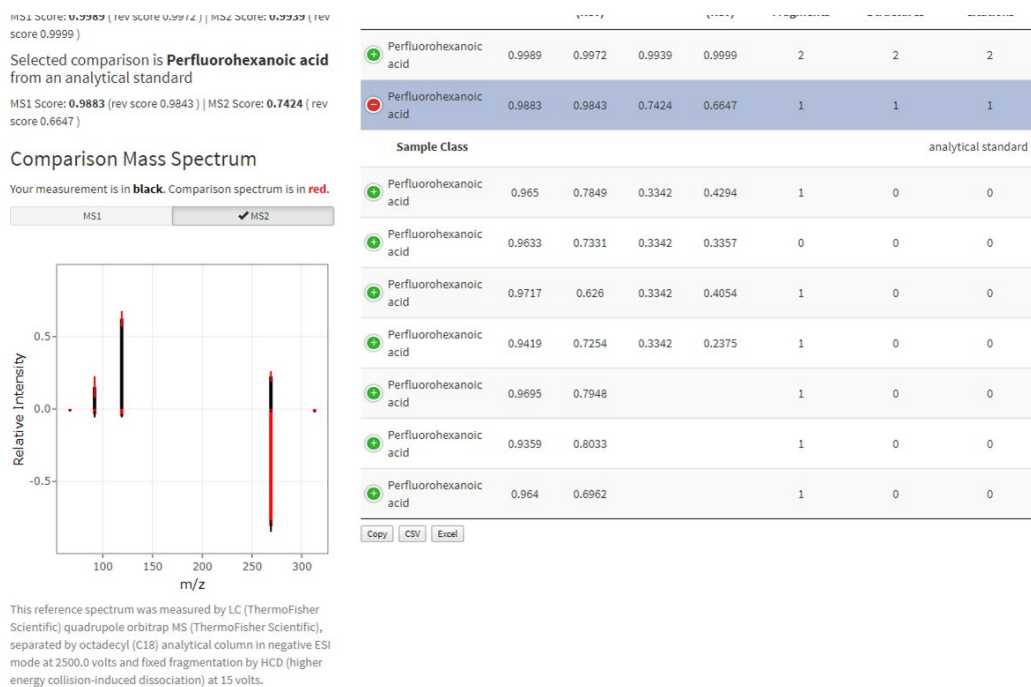 MS1 Score: 0.9989 ( rev score 0.9972 ) | MS2 Score: 0.9939 ( rev
score 0.9999 )
Selected comparison is Perfluorohexanoic acid
from an analytical standard
MS1 Score: 0.9883 (rev score 0.9843 ) | MS2 Score: 0.7424 ( rev
score 0.6647 )
Comparison Mass Spectrum
Your measurement is in black. Comparison spectrum is in red.
MS1 ✔ MS2
0.5
0.0
-0.5
Relative Intensity
100 150 200 250 300
m/z
This reference spectrum was measured by LC (ThermoFisher
Scientific) quadrupole orbitrap MS (ThermoFisher Scientific),
separated by octadecyl (C18) analytical column in negative ESI
mode at 2500.0 volts and fixed fragmentation by HCD (higher
energy collision-induced dissociation) at 15 volts.
Perfluorohexanoic
acid 0.9989 0.9972 0.9939 0.9999 2 2 2
Perfluorohexanoic
acid 0.9883 0.9843 0.7424 0.6647 1 1 1
Sample Class analytical standard
Perfluorohexanoic
acid 0.965 0.7849 0.3342 0.4294 1 0 0
Perfluorohexanoic
acid 0.9633 0.7331 0.3342 0.3357 0 0 0
Perfluorohexanoic
acid 0.9717 0.626 0.3342 0.4054 1 0 0
Perfluorohexanoic
acid 0.9419 0.7254 0.3342 0.2375 1 0 0
Perfluorohexanoic
acid 0.9695 0.7948 1 0 0
Perfluorohexanoic
acid 0.9359 0.8033 1 0 0
Perfluorohexanoic
acid 0.964 0.6962 1 0 0
Copy CSV Excel